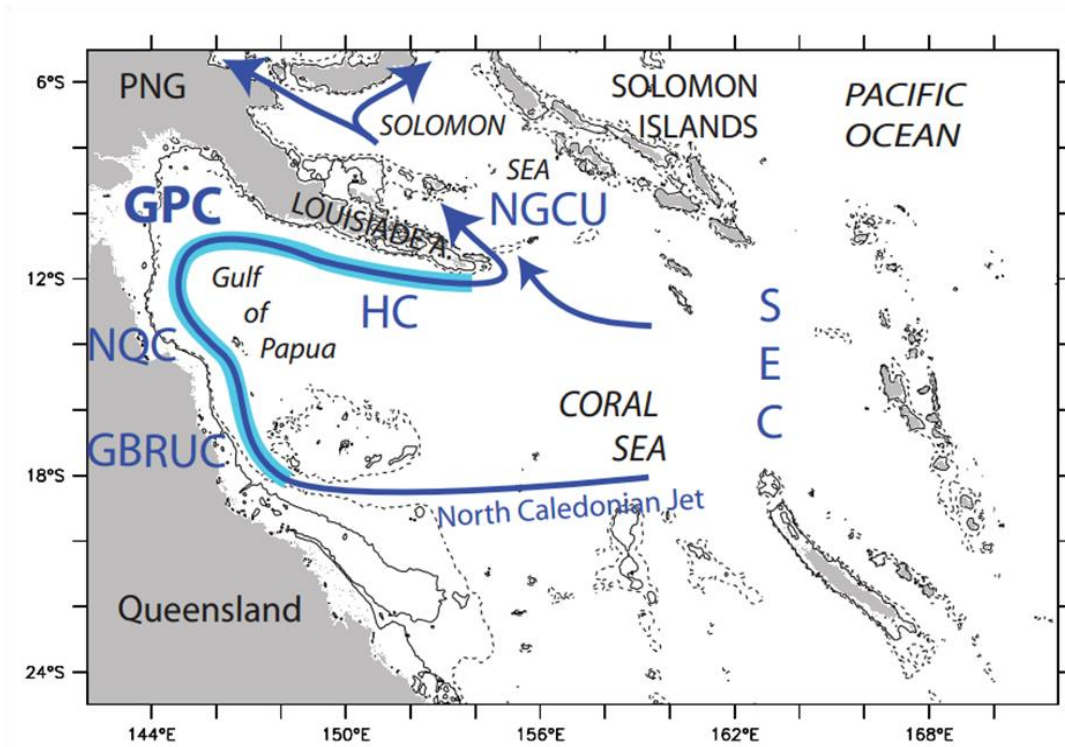 6°S
PNG
SOLOMON
ISLANDS
PACIFIC
OCEAN
SOLOMON
SEA
GPC
LOUISIADE A.
NGCU
12°S
Gulf
of
Papua
HC
NQC
S
E
C
CORAL
SEA
GBRUC
18°S
North Caledonian Jet
Queensland
24°S
144°E
150°E
156°E
162°E
168°E